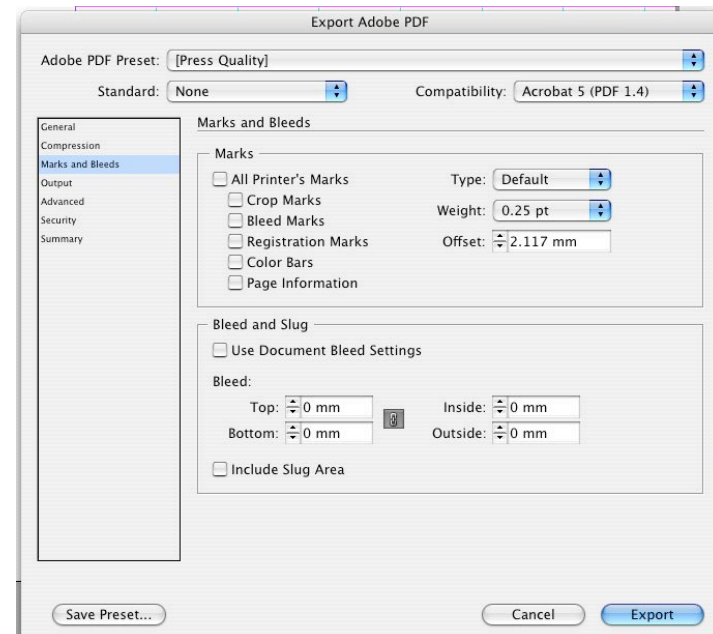 Export Adobe PDF
Adobe PDF Preset: [Press Quality]
Standard: None Compatibility: Acrobat 5 (PDF 1.4)
General
Compression
Marks and Bleeds
Output
Advanced
Security
Summary
Marks and Bleeds
Marks
All Printer's Marks
Crop Marks
Bleed Marks
Registration Marks
Color Bars
Page Information
Type: Default
Weight: 0.25 pt
Offset: 2.117 mm
Bleed and Slug
Use Document Bleed Settings
Bleed:
Top: 0 mm Inside: 0 mm
Bottom: 0 mm Outside: 0 mm
Include Slug Area
Save Preset... Cancel Export